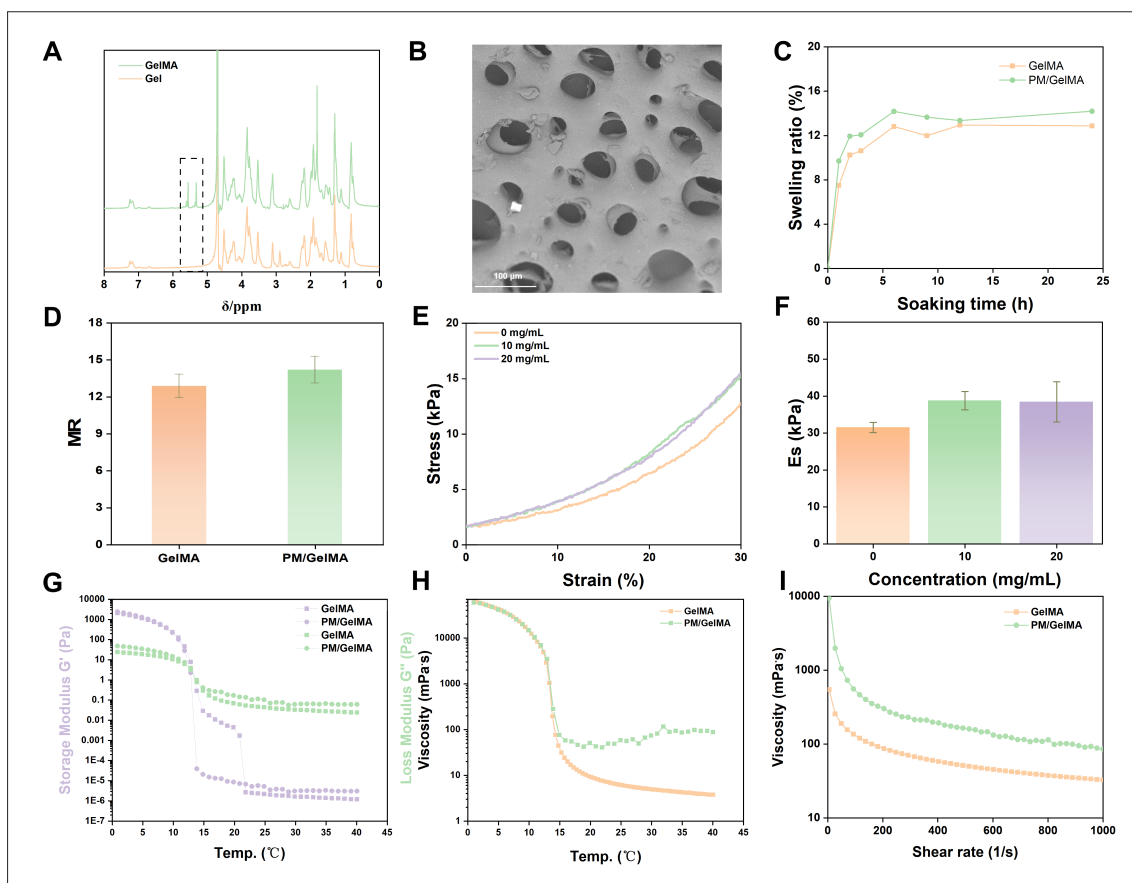 A
GelMA
Gel
8 7 6 5 4 3 2 1 0
δ/ppm
B
100 μm
C
GelMA
PM/GelMA
Swelling ratio (%)
20
16
12
8
4
0
0 5 10 15 20 25
Soaking time (h)
D
MR
18
15
12
9
6
3
0
GelMA PM/GelMA
E
0 mg/mL
10 mg/mL
20 mg/mL
Stress (kPa)
20
15
10
5
0
0 10 20 30
Strain (%)
F
Es (kPa)
60
50
40
30
20
10
0
0 10 20
Concentration (mg/mL)
G
GelMA
PM/GelMA
GelMA
PM/GelMA
Storage Modulus G' (Pa)
10000
1000
100
10
1
0.1
0.01
0.001
1E-4
1E-5
1E-6
1E-7
0 5 10 15 20 25 30 35 40 45
Temp. (℃)
Loss Modulus G'' (Pa)
H
GelMA
PM/GelMA
Viscosity (mPa·s)
10000
1000
100
10
1
0 5 10 15 20 25 30 35 40 45
Temp. (℃)
I
GelMA
PM/GelMA
Viscosity (mPa·s)
10000
1000
100
10
0 200 400 600 800 1000
Shear rate (1/s)